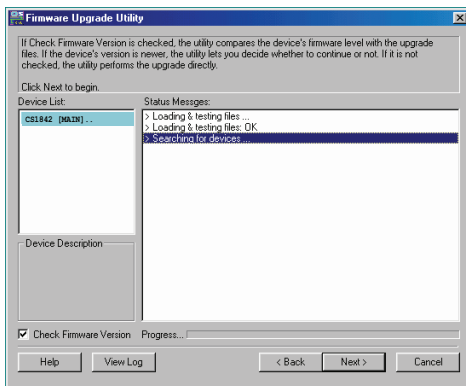 Firmware Upgrade Utility
If Check Firmware Version is checked, the utility compares the device's firmware level with the upgrade
files. If the device's version is newer, the utility lets you decide whether to continue or not. If it is not
checked, the utility performs the upgrade directly.
Click Next to begin.
Device List:
Status Messges:
CS1842 [MAIN]..
> Loading & testing files ...
> Loading & testing files: OK
> Searching for devices ...
Device Description
Check Firmware Version
Progress...
Help
View Log
< Back
Next >
Cancel